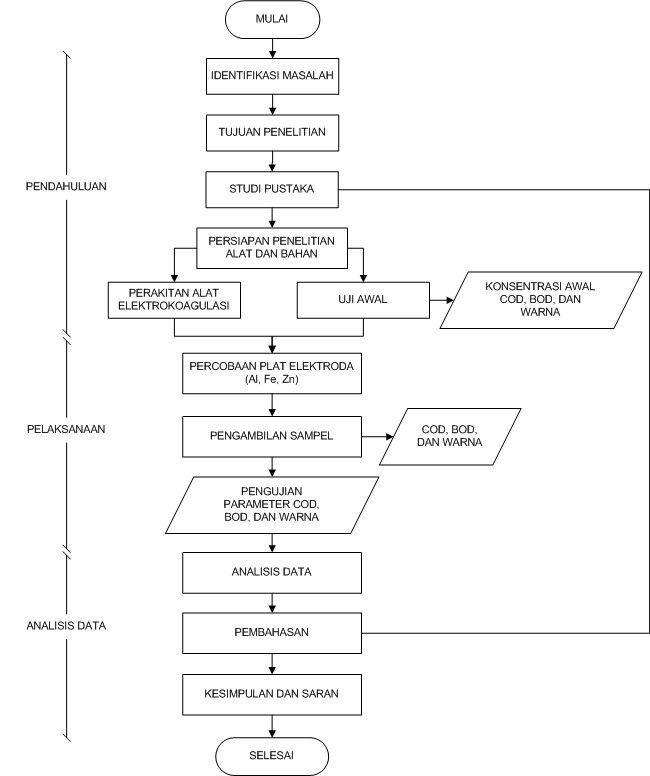 MULAI
IDENTIFIKASI MASALAH
TUJUAN PENELITIAN
PENDAHULUAN
STUDI PUSTAKA
PERSIAPAN PENELITIAN
ALAT DAN BAHAN
PERAKITAN ALAT
ELEKTROKOAGULASI
UJI AWAL
KONSENTRASI AWAL
COD, BOD, DAN
WARNA
PERCOBAAN PLAT ELEKTRODA
(Al, Fe, Zn)
PELAKSANAAN
PENGAMBILAN SAMPEL
COD, BOD,
DAN WARNA
PENGUJIAN
PARAMETER COD,
BOD, DAN WARNA
ANALISIS DATA
ANALISIS DATA
PEMBAHASAN
KESIMPULAN DAN SARAN
SELESAI